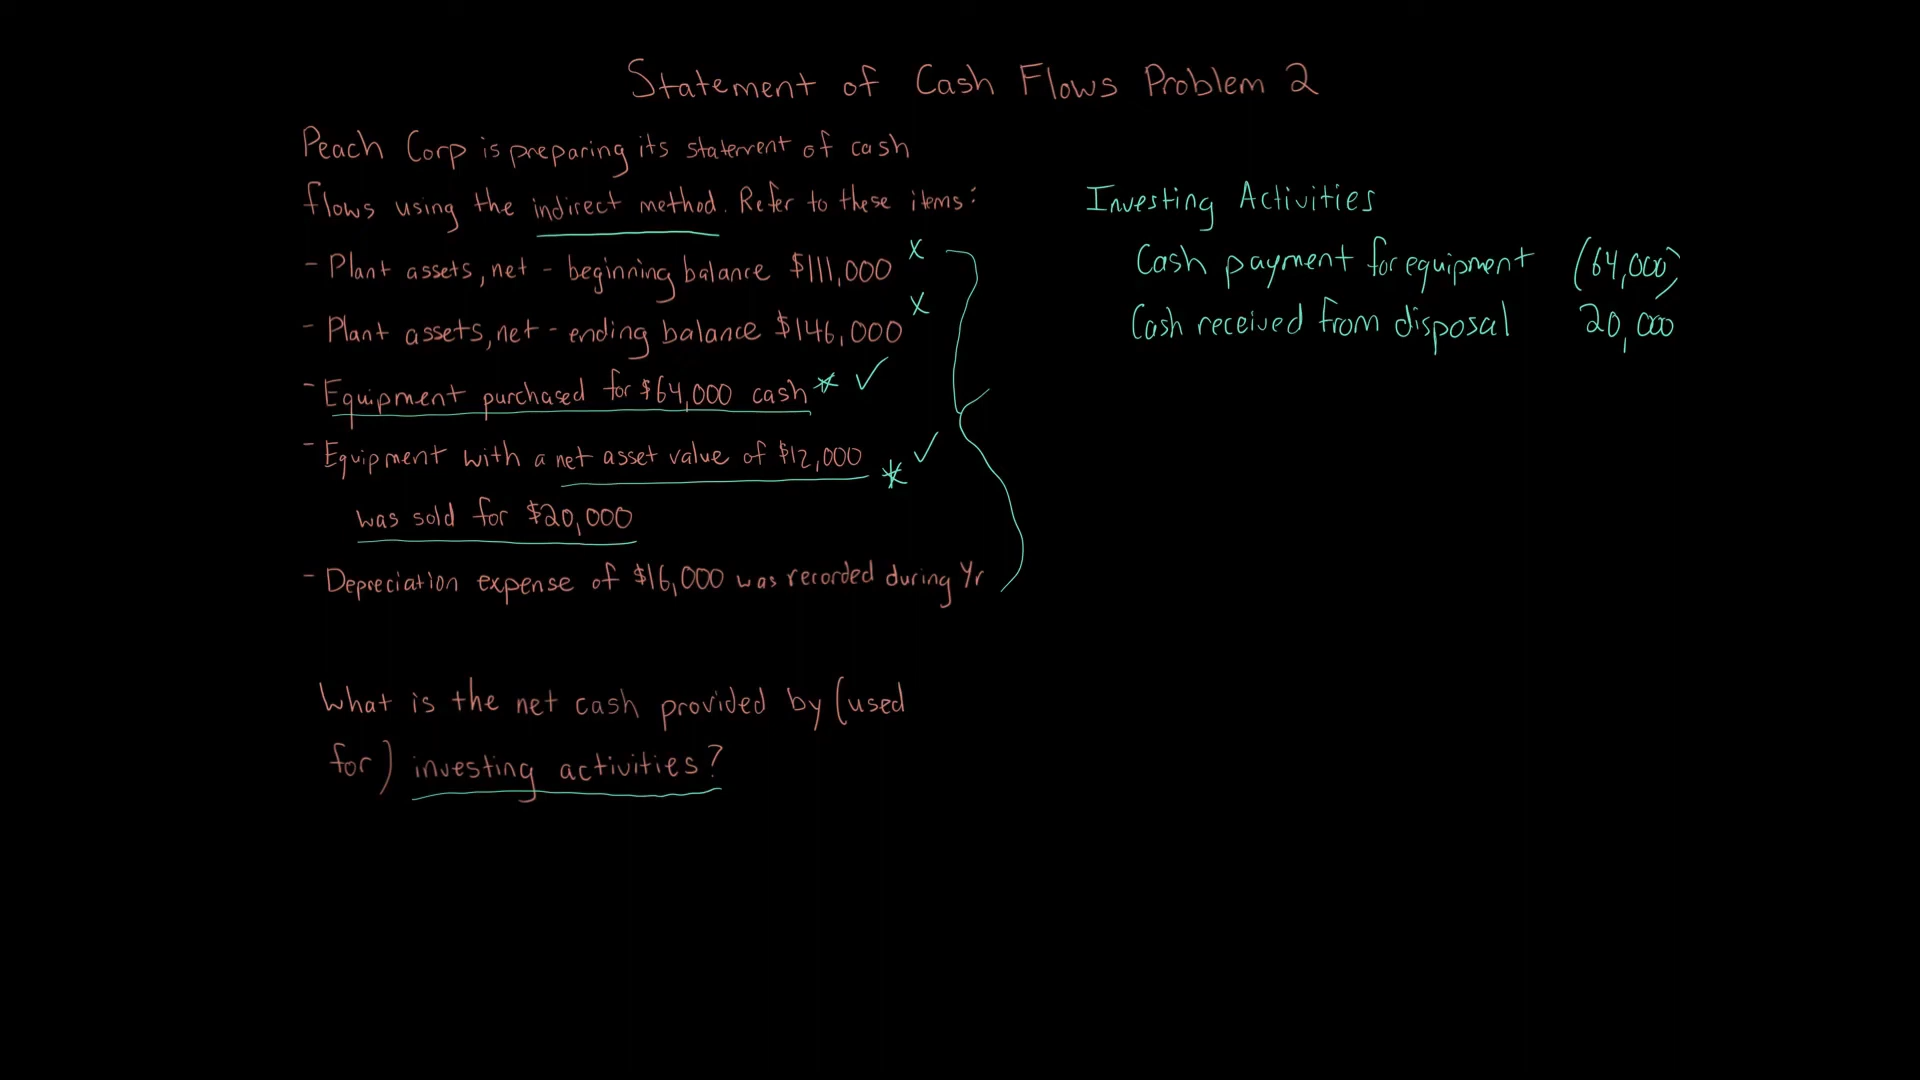 Statement of Cash Flows Problem 2
Peach Corp is preparing its statement of cash
flows using the indirect method. Refer to these items:
- Plant assets, net - beginning balance $111,000 x
- Plant assets, net - ending balance $146,000 x
- Equipment purchased for $64,000 cash * ✓
- Equipment with a net asset value of $12,000 * ✓
was sold for $20,000
- Depreciation expense of $16,000 was recorded during Yr
What is the net cash provided by (used
for) investing activities?
Investing Activities
Cash payment for equipment (64,000)
Cash received from disposal 20,000